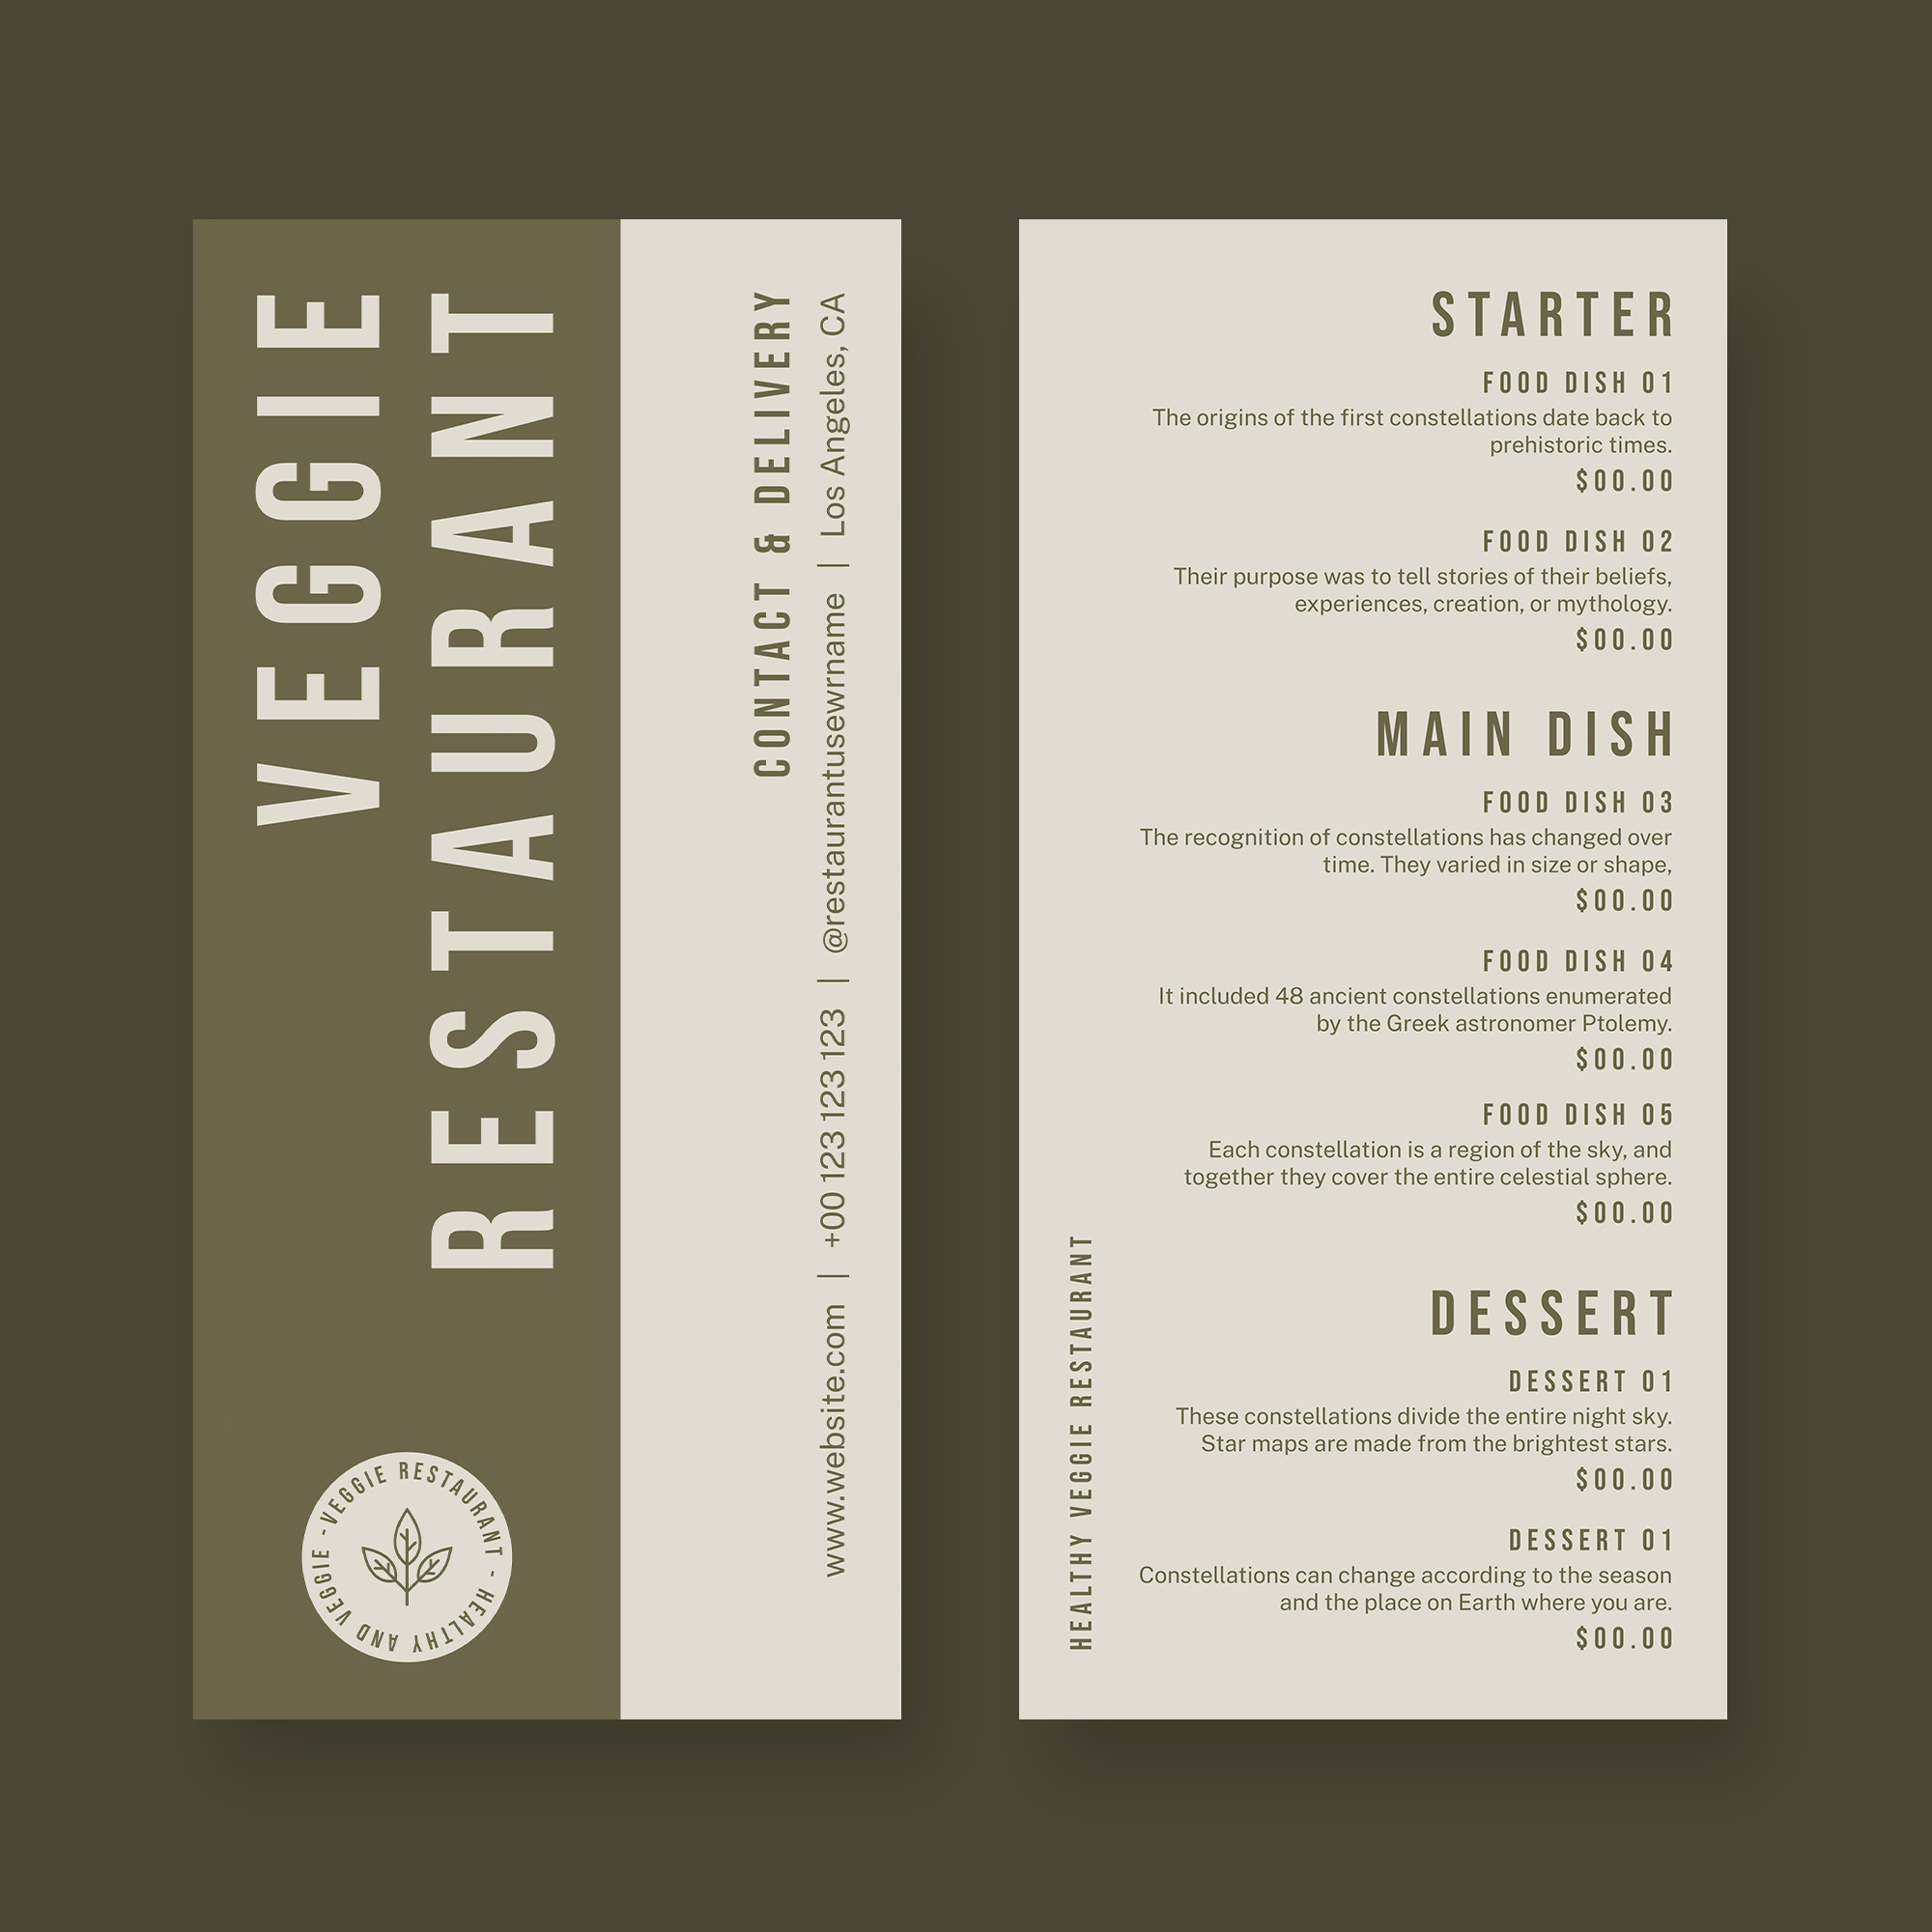 VEGGIE
RESTAURANT
-VEGGIE RESTAURANT - HEALTHY AND VEGGIE
CONTACT & DELIVERY
www.website.com | +00 123 123 123 | @restaurantusewrname | Los Angeles, CA
STARTER
FOOD DISH 01
The origins of the first constellations date back to
prehistoric times.
$00.00
FOOD DISH 02
Their purpose was to tell stories of their beliefs,
experiences, creation, or mythology.
$00.00
MAIN DISH
FOOD DISH 03
The recognition of constellations has changed over
time. They varied in size or shape,
$00.00
FOOD DISH 04
It included 48 ancient constellations enumerated
by the Greek astronomer Ptolemy.
$00.00
FOOD DISH 05
Each constellation is a region of the sky, and
together they cover the entire celestial sphere.
$00.00
DESSERT
DESSERT 01
These constellations divide the entire night sky.
Star maps are made from the brightest stars.
$00.00
DESSERT 01
Constellations can change according to the season
and the place on Earth where you are.
$00.00
HEALTHY VEGGIE RESTAURANT